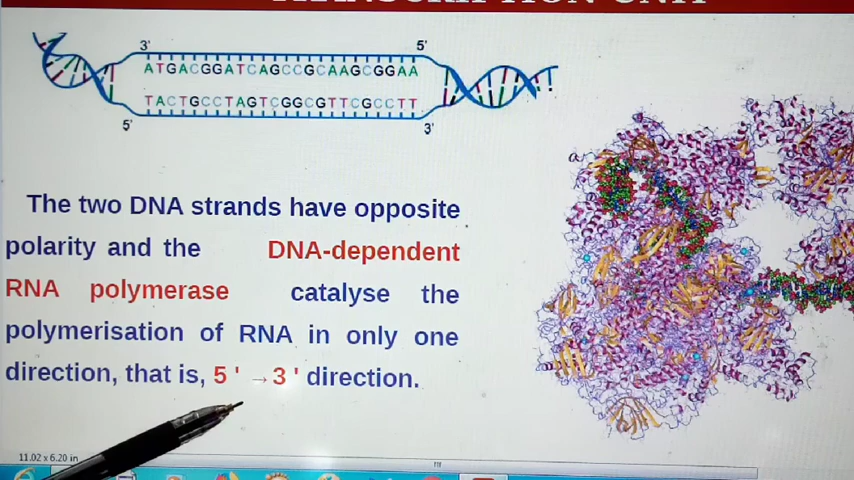 TRANSCRIPTION UNIT
3' 5'
ATGACGGATCAGCCGCAAGCGGAA
TACTGCCTAGTCGGCGTTCGCCTT
5' 3'
The two DNA strands have opposite
polarity and the DNA-dependent
RNA polymerase catalyse the
polymerisation of RNA in only one
direction, that is, 5 ' →3 ' direction.
11.02 x 6.20 in